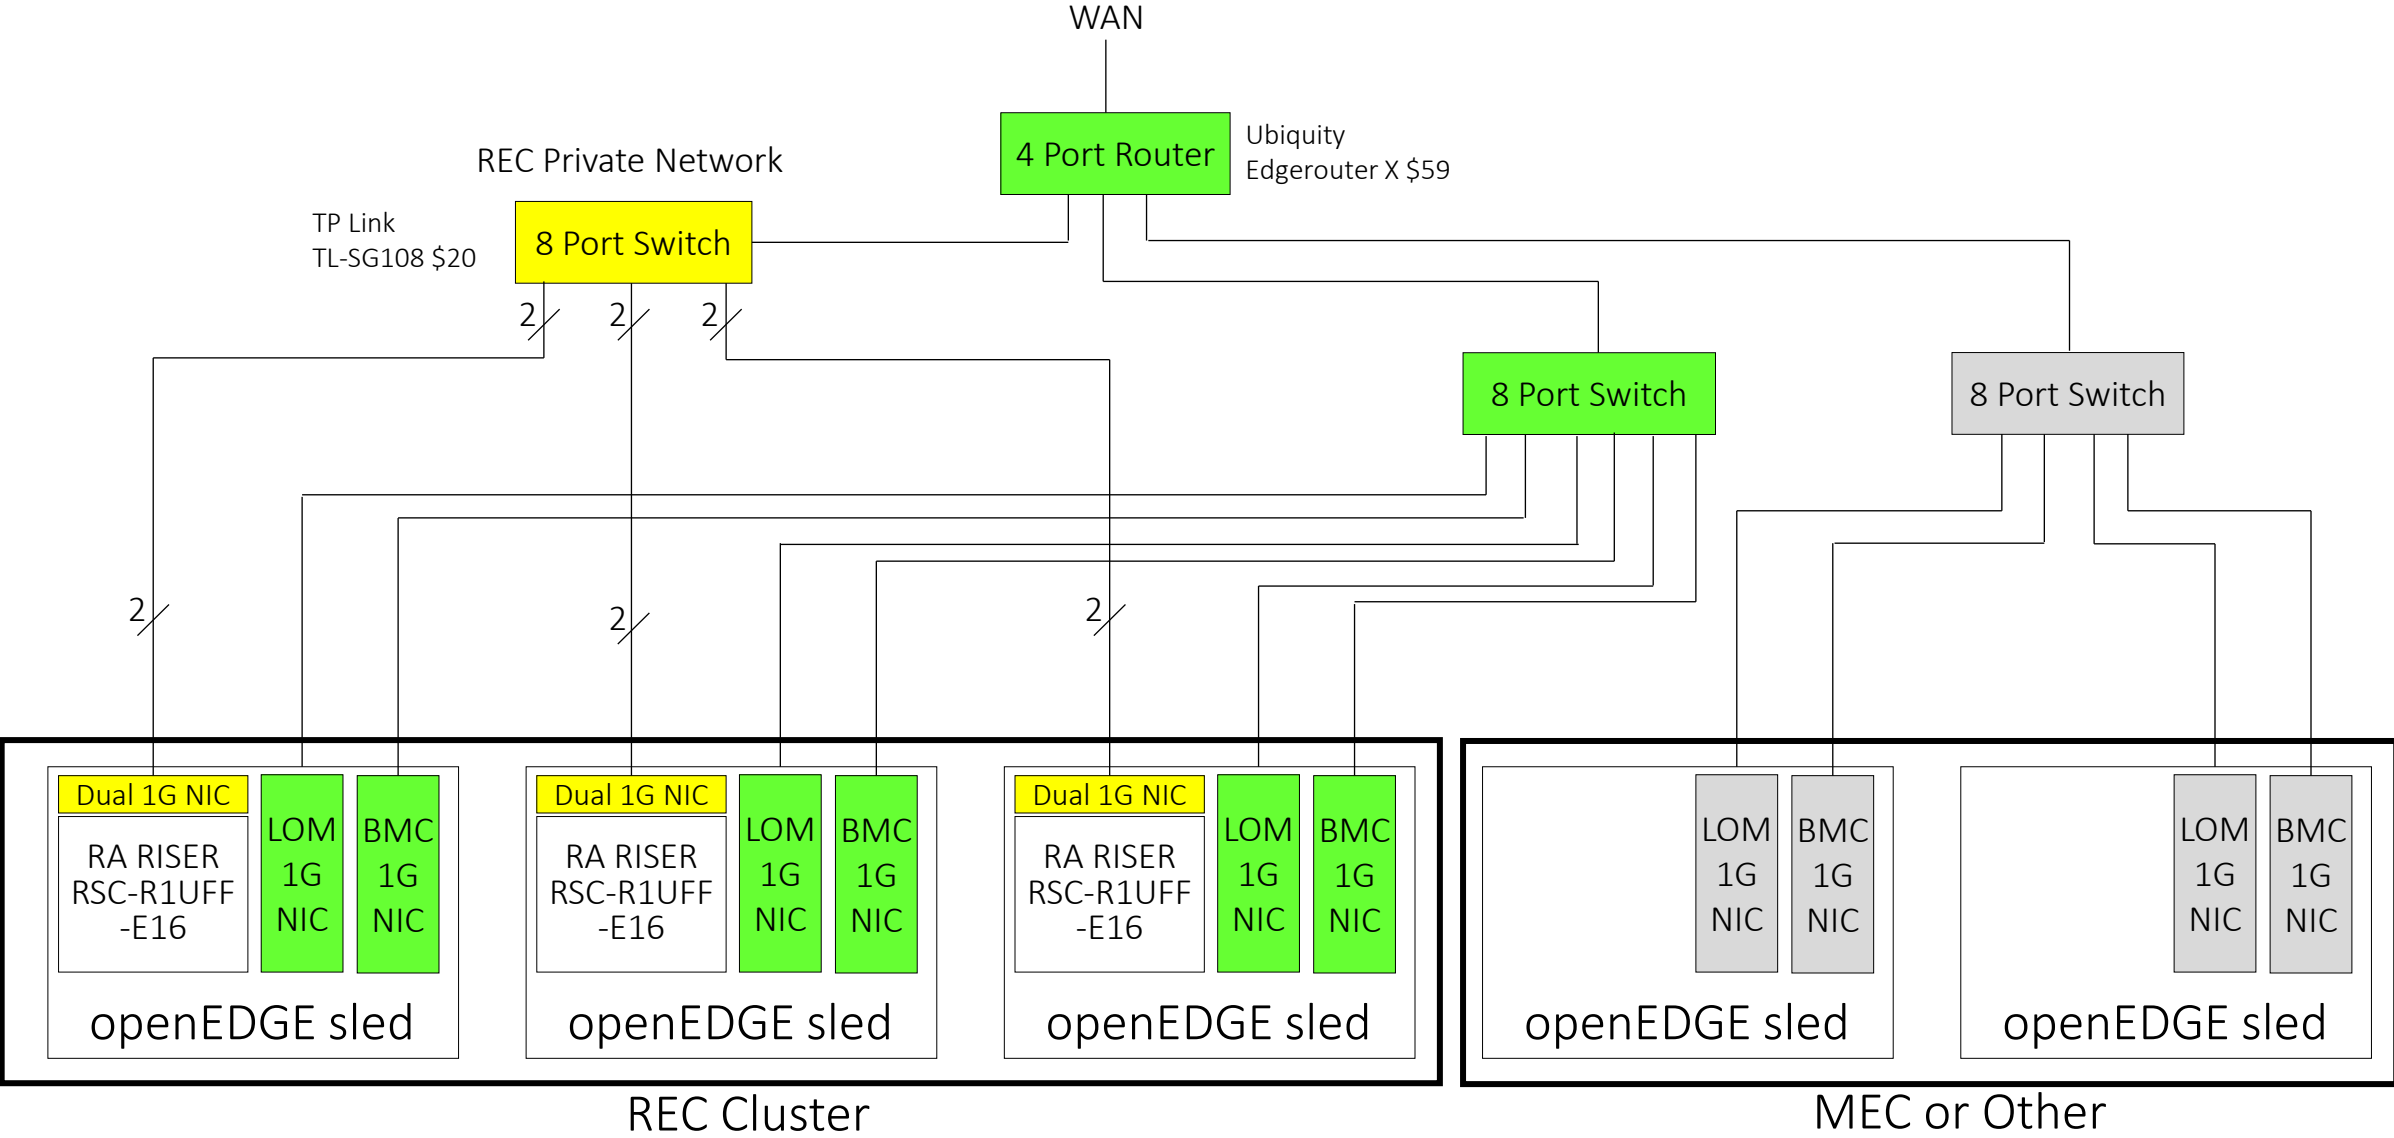 WAN
4 Port Router
Ubiquity
Edgerouter X $59
REC Private Network
TP Link
TL-SG108 $20
8 Port Switch
2
2
2
8 Port Switch
8 Port Switch
2
2
2
Dual 1G NIC
RA RISER
RSC-R1UFF
-E16
LOM
1G
NIC
BMC
1G
NIC
openEDGE sled
Dual 1G NIC
RA RISER
RSC-R1UFF
-E16
LOM
1G
NIC
BMC
1G
NIC
openEDGE sled
Dual 1G NIC
RA RISER
RSC-R1UFF
-E16
LOM
1G
NIC
BMC
1G
NIC
openEDGE sled
LOM
1G
NIC
BMC
1G
NIC
openEDGE sled
LOM
1G
NIC
BMC
1G
NIC
openEDGE sled
REC Cluster
MEC or Other